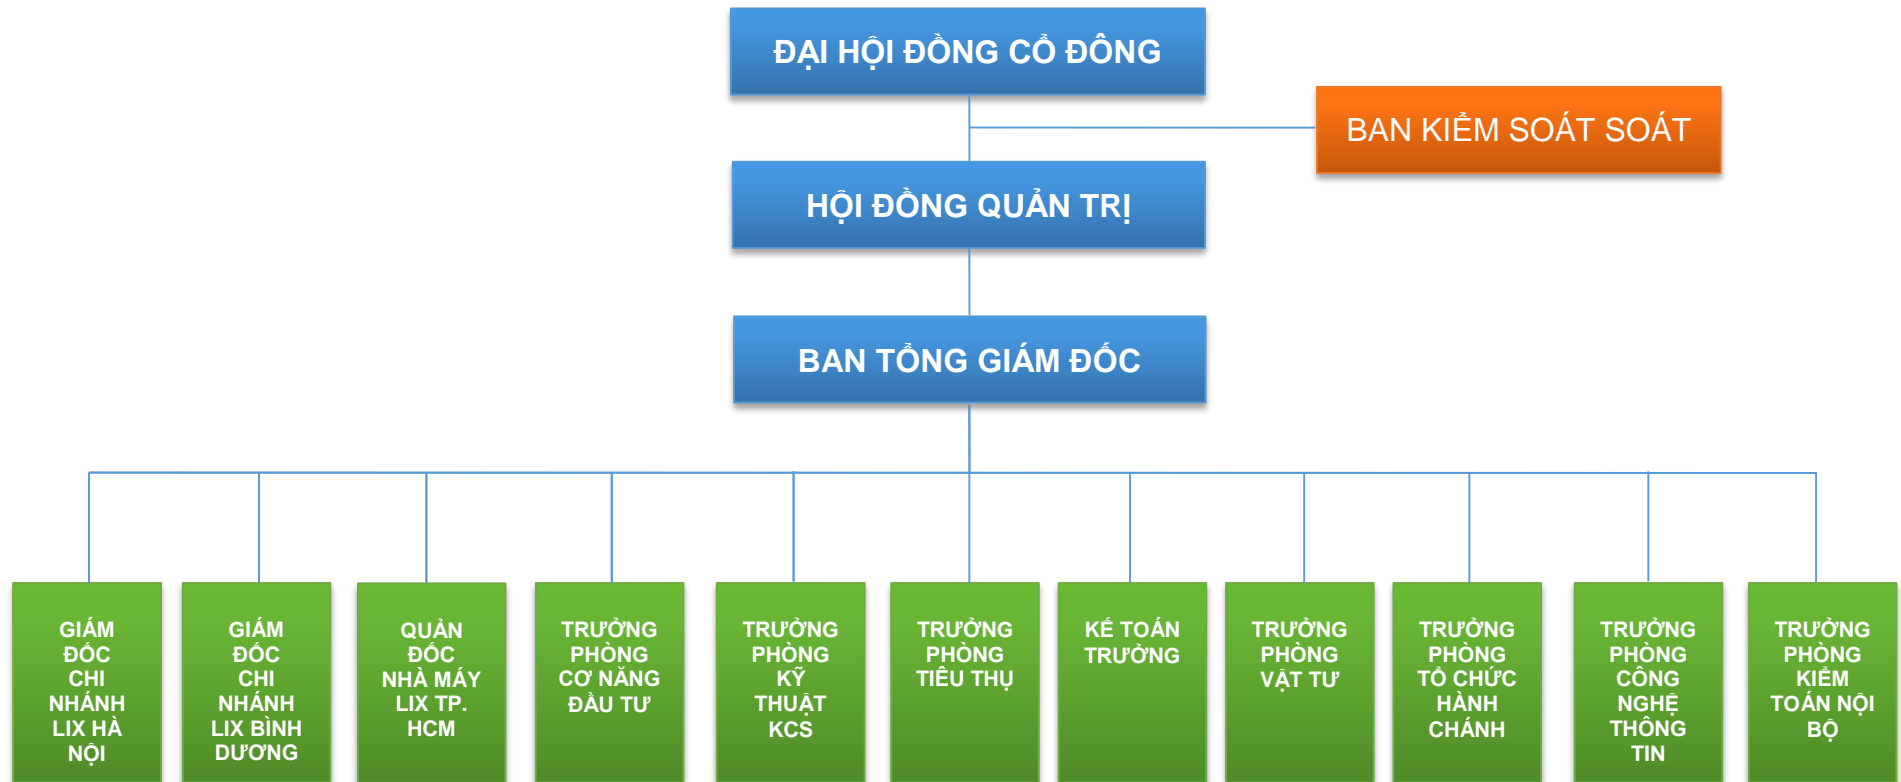 ĐẠI HỘI ĐỒNG CỔ ĐÔNG
BAN KIỂM SOÁT SOÁT
HỘI ĐỒNG QUẢN TRỊ
BAN TỔNG GIÁM ĐỐC
GIÁM
ĐỐC
CHI
NHÁNH
LIX HÀ
NỘI
GIÁM
ĐỐC
CHI
NHÁNH
LIX BÌNH
DƯƠNG
QUẢN
ĐỐC
NHÀ MÁY
LIX TP.
HCM
TRƯỞNG
PHÒNG
CƠ NĂNG
ĐẦU TƯ
TRƯỞNG
PHÒNG
KỸ
THUẬT
KCS
TRƯỞNG
PHÒNG
TIÊU THỤ
KẾ TOÁN
TRƯỞNG
TRƯỞNG
PHÒNG
VẬT TƯ
TRƯỞNG
PHÒNG
TỔ CHỨC
HÀNH
CHÁNH
TRƯỞNG
PHÒNG
CÔNG
NGHỆ
THÔNG
TIN
TRƯỞNG
PHÒNG
KIỂM
TOÁN NỘI
BỘ